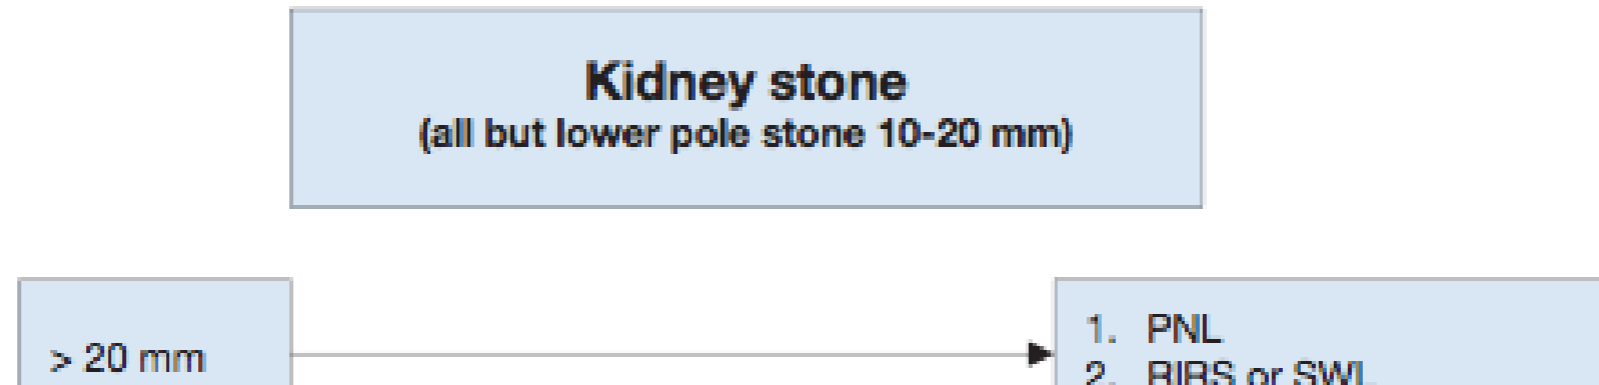 Kidney stone
(all but lower pole stone 10-20 mm)
> 20 mm
1. PNL
2. RIRS or SWL